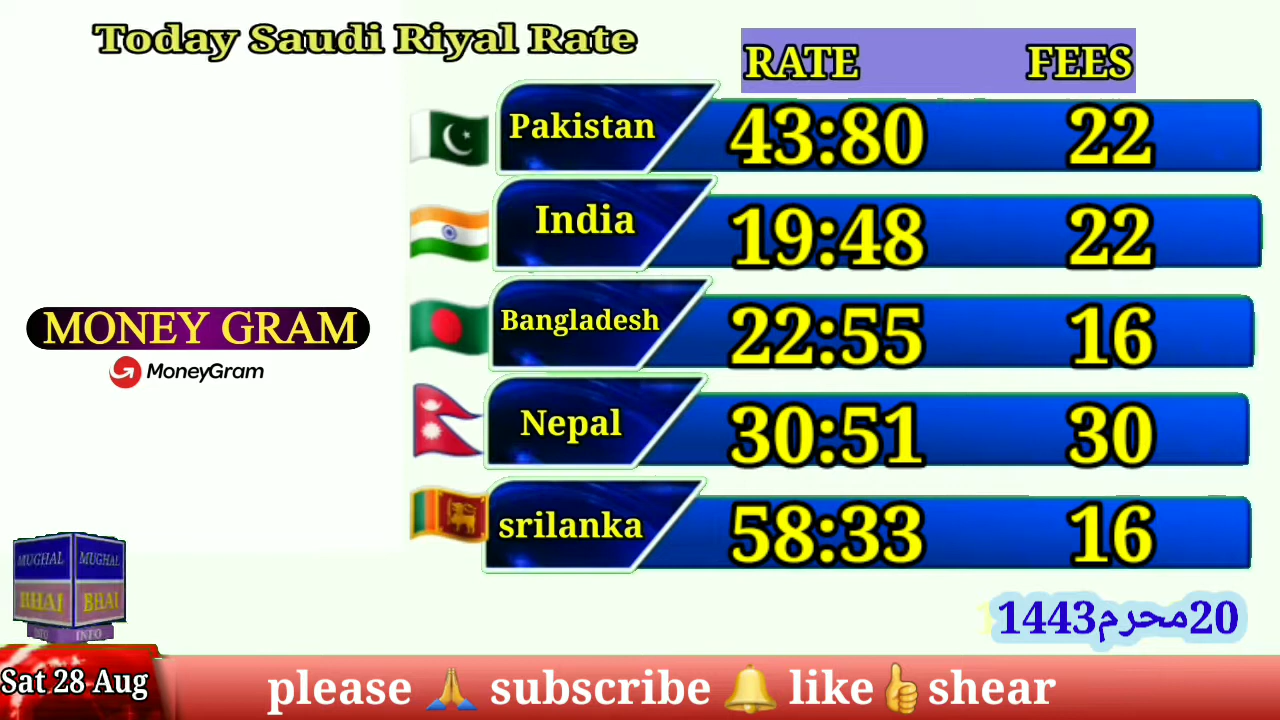 Today Saudi Riyal Rate
RATE FEES
Pakistan 43:80 22
India 19:48 22
Bangladesh 22:55 16
MONEY GRAM
MoneyGram
Nepal 30:51 30
srilanka 58:33 16
MUGHAL MUGHAL
BHAI BHAI
INFO INFO
20محرم1443
Sat 28 Aug
please 🙏 subscribe 🔔 like👍shear